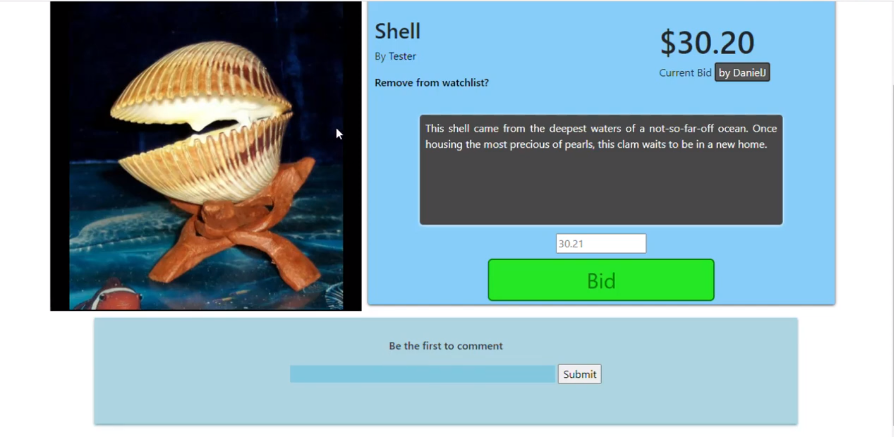 Shell
By Tester
Remove from watchlist?
$30.20
Current Bid by DanielJ
This shell came from the deepest waters of a not-so-far-off ocean. Once
housing the most precious of pearls, this clam waits to be in a new home.
30.21
Bid
Be the first to comment
Submit